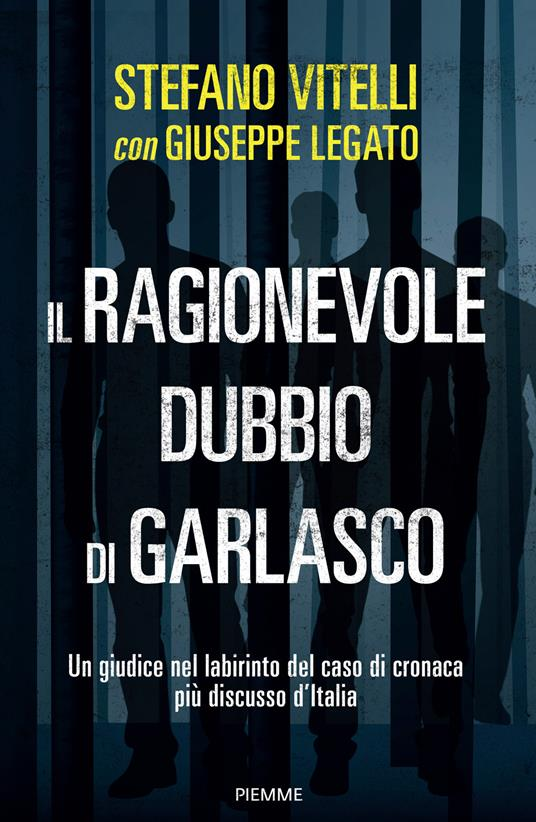 STEFANO VITELLI
con GIUSEPPE LEGATO
IL RAGIONEVOLE
DUBBIO
DI GARLASCO
Un giudice nel labirinto del caso di cronaca
più discusso d'Italia
PIEMME